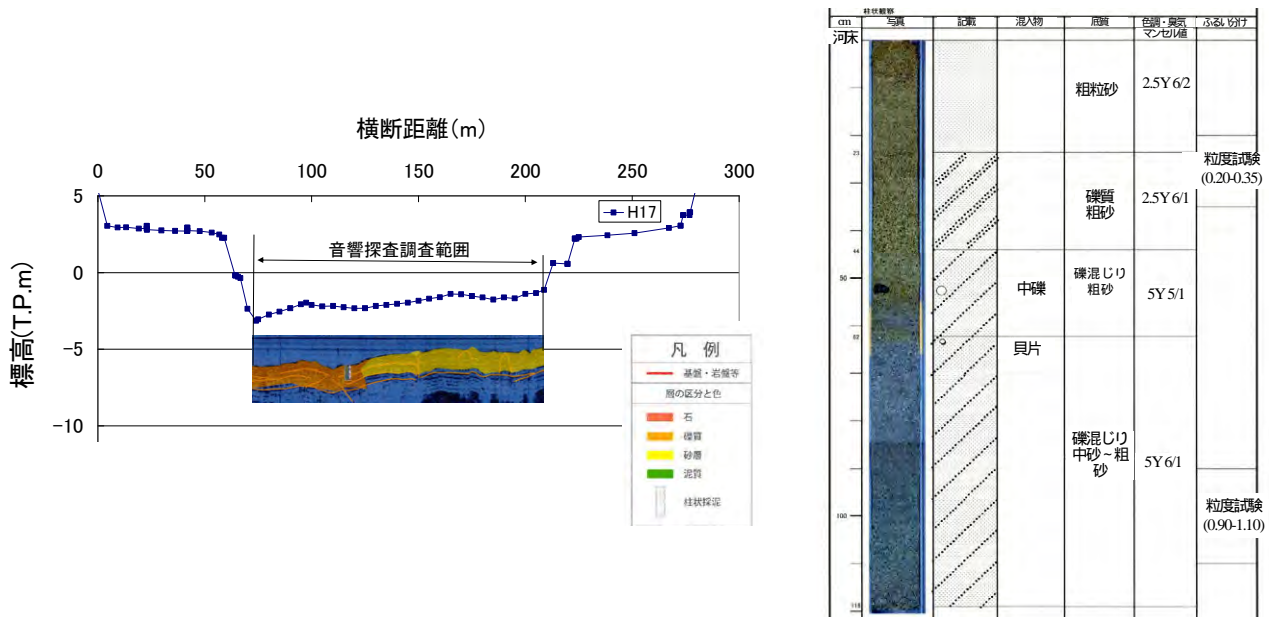 横断距離(m)
0
50
100
150
200
250
300
5
0
−5
−10
標高(T.P.m)
H17
音響探査調査範囲
凡 例
基盤・岩盤等
層の区分と色
石
礫質
砂層
泥質
柱状採泥
柱状観察
cm
写真
記載
混入物
底質
色調・臭気
マンセル値
ふるい分け
河床
粗粒砂
2.5Y 6/2
23
粒度試験
(0.20-0.35)
礫質
粗砂
2.5Y 6/1
44
50
中礫
礫混じり
粗砂
5Y 5/1
62
貝片
礫混じり
中砂~粗
砂
5Y 6/1
100
粒度試験
(0.90-1.10)
118